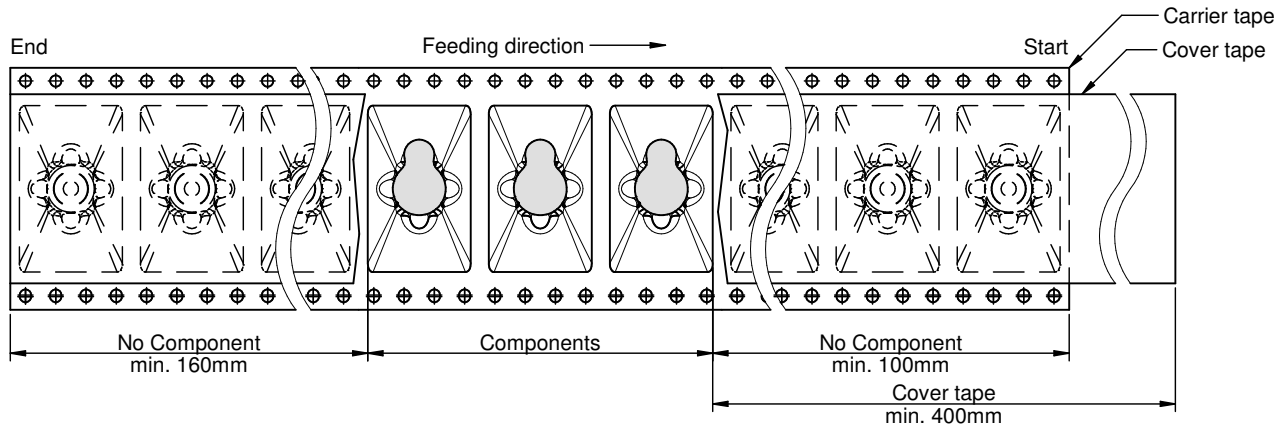 Carrier tape
End
Feeding direction
Start
Cover tape
No Component
min. 160mm
Components
No Component
min. 100mm
Cover tape
min. 400mm